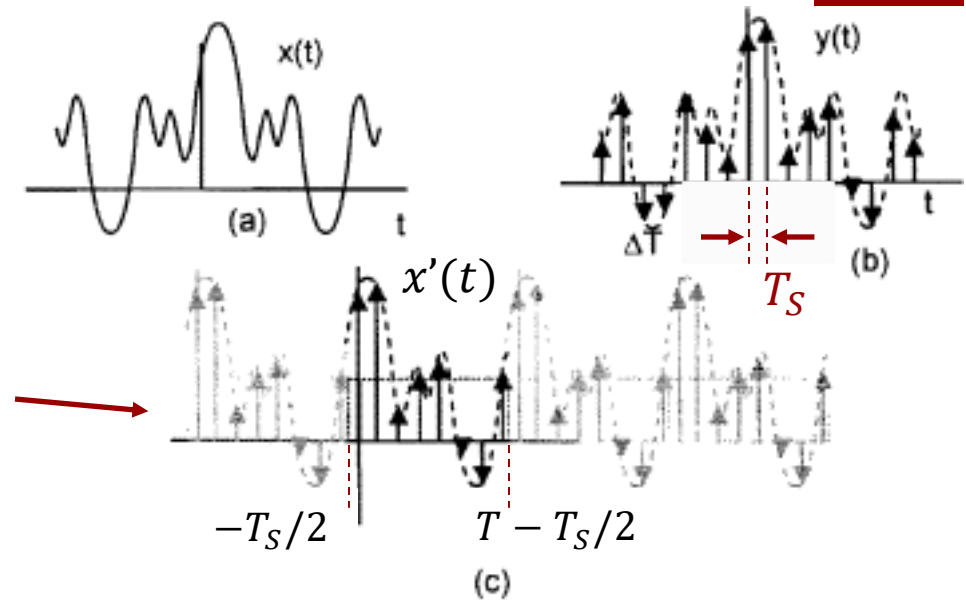 x(t)
y(t)
(a)
t
ΔT
t
(b)
T_S
x'(t)
-T_S/2
T - T_S/2
(c)